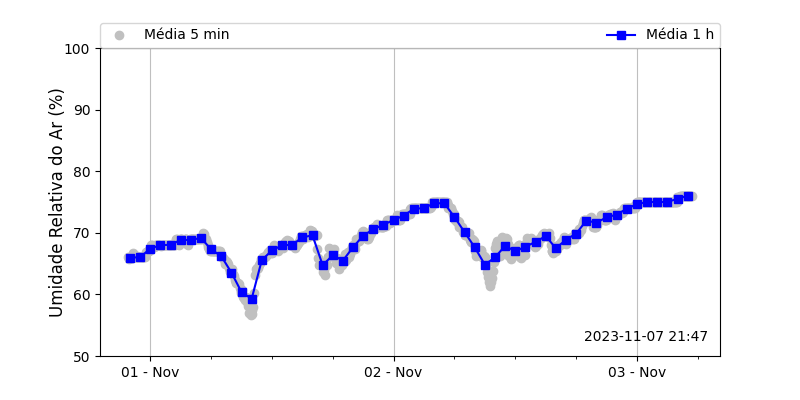 Média 5 min
Média 1 h
Umidade Relativa do Ar (%)
100
90
80
70
60
50
2023-11-07 21:47
01 - Nov
02 - Nov
03 - Nov